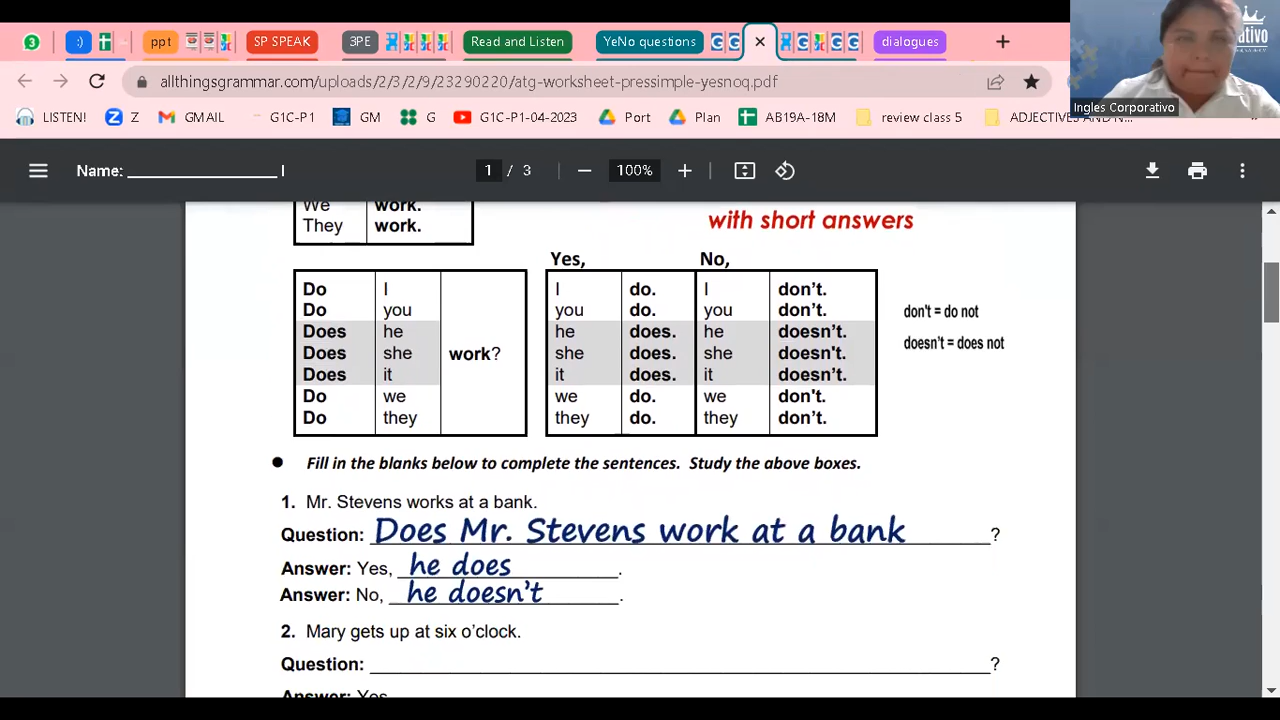 :)
ppt
SP SPEAK
3PE
Read and Listen
YeNo questions
dialogues
ativo
allthingsgrammar.com/uploads/2/3/2/9/23290220/atg-worksheet-pressimple-yesnoq.pdf
Ingles Corporativo
LISTEN!
Z
GMAIL
G1C-P1
GM
G
G1C-P1-04-2023
Port
Plan
AB19A-18M
review class 5
ADJECTIVES AND N...
Name: ________________ I
1 / 3
100%
We work.
They work.
with short answers
Yes, No,
Do I
Do you
Does he
Does she work?
Does it
Do we
Do they
I do. I don't.
you do. you don't.
he does. he doesn't.
she does. she doesn't.
it does. it doesn't.
we do. we don't.
they do. they don't.
don't = do not
doesn't = does not
● Fill in the blanks below to complete the sentences. Study the above boxes.
1. Mr. Stevens works at a bank.
Question: Does Mr. Stevens work at a bank ?
Answer: Yes, he does .
Answer: No, he doesn't .
2. Mary gets up at six o'clock.
Question: ________________ ?
Answer: Yes